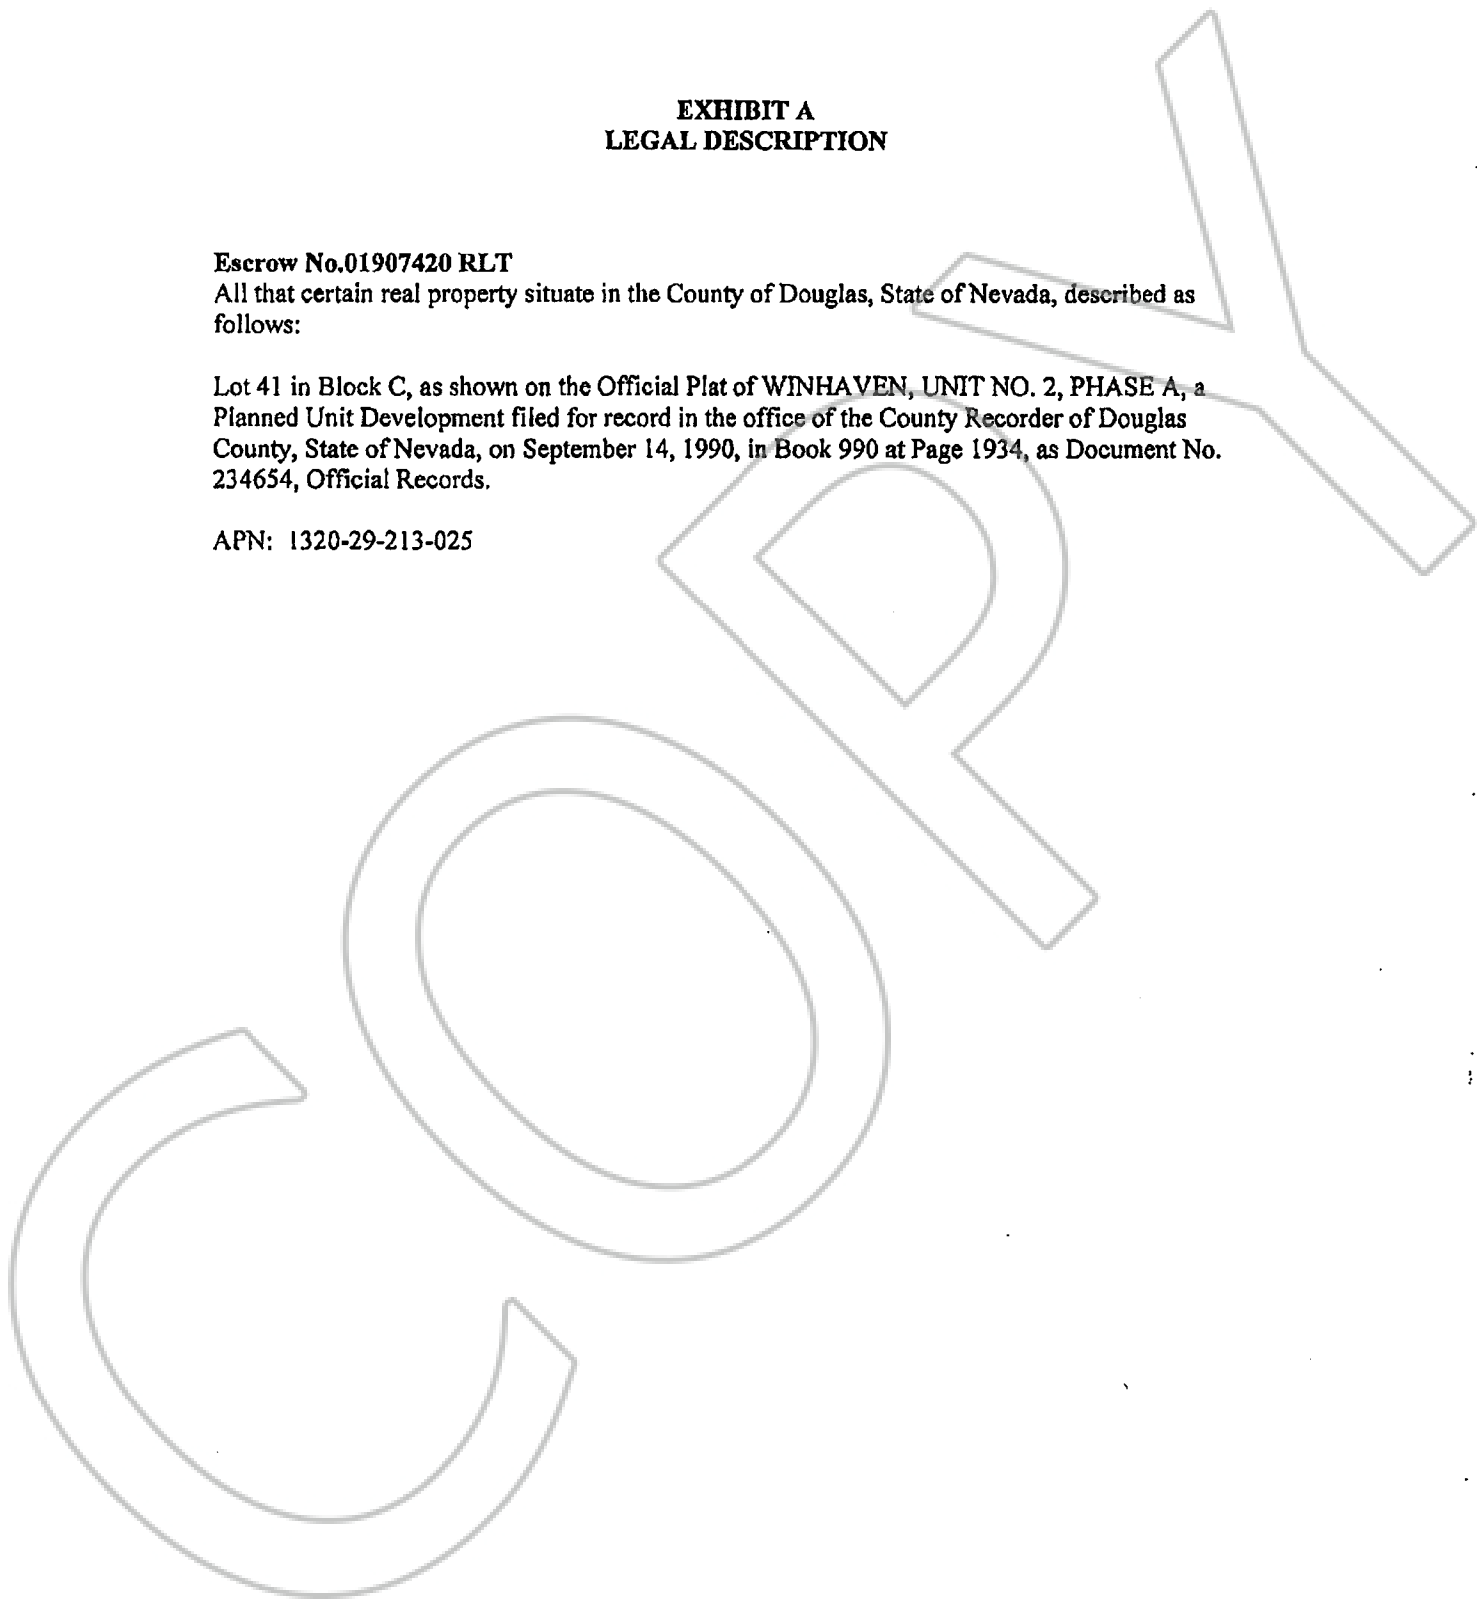 EXHIBIT A
LEGAL DESCRIPTION
Escrow No.01907420 RLT
All that certain real property situate in the County of Douglas, State of Nevada, described as
follows:
Lot 41 in Block C, as shown on the Official Plat of WINHAVEN, UNIT NO. 2, PHASE A, a
Planned Unit Development filed for record in the office of the County Recorder of Douglas
County, State of Nevada, on September 14, 1990, in Book 990 at Page 1934, as Document No.
234654, Official Records.
APN: 1320-29-213-025
COPY